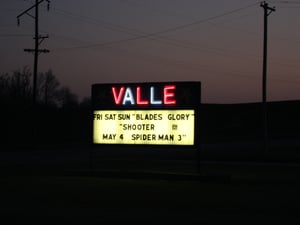 VALLE
FRI SAT SUN "BLADES GLORY"
"SHOOTER
MAY 4 SPIDER MAN 3"